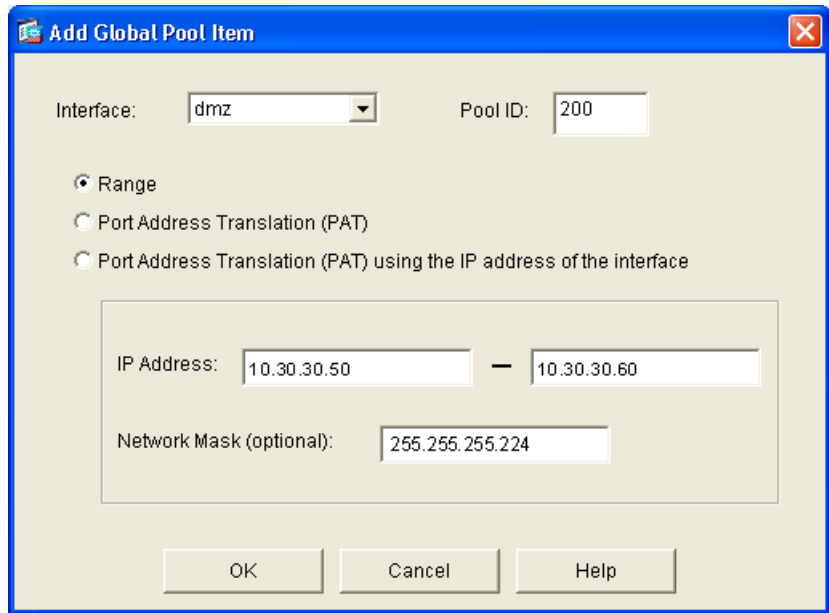 Add Global Pool Item
Interface: dmz Pool ID: 200
Range
Port Address Translation (PAT)
Port Address Translation (PAT) using the IP address of the interface
IP Address: 10.30.30.50 – 10.30.30.60
Network Mask (optional): 255.255.255.224
OK Cancel Help